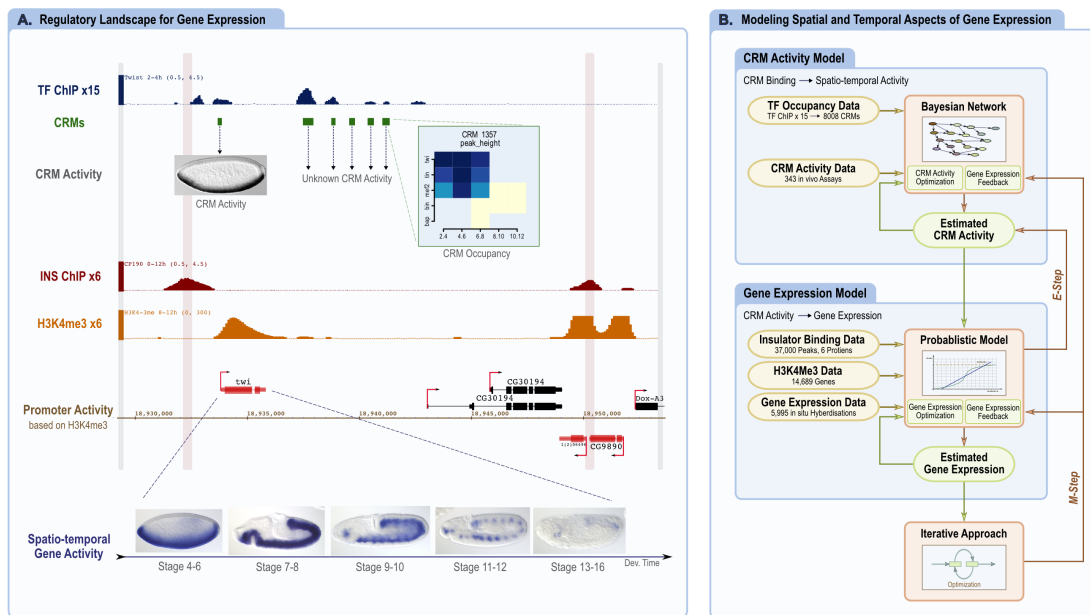 A. Regulatory Landscape for Gene Expression
TF ChIP x15
Twist 2-4h (0.5, 4.5)
CRMs
CRM Activity
CRM Activity
Unknown CRM Activity
CRM 1357
peak_height
twi
tin
mef2
bin
bap
2.4 4.6 6.8 8.10 10.12
CRM Occupancy
INS ChIP x6
CP190 0-12h (0.5, 4.5)
H3K4me3 x6
H3K4-3me 8-12h (0, 300)
twi
CG30194
CG30194
Dox-A3
Promoter Activity
based on H3K4me3
18,930,000 18,935,000 18,940,000 18,945,000 18,950,000
CG9890
Spatio-temporal
Gene Activity
Stage 4-6 Stage 7-8 Stage 9-10 Stage 11-12 Stage 13-16
Dev. Time
B. Modeling Spatial and Temporal Aspects of Gene Expression
CRM Activity Model
CRM Binding → Spatio-temporal Activity
TF Occupancy Data
TF ChIP x 15 → 8008 CRMs
Bayesian Network
CRM Activity Data
343 in vivo Assays
CRM Activity
Optimization
Gene Expression
Feedback
Estimated
CRM Activity
E-Step
Gene Expression Model
CRM Activity → Gene Expression
Insulator Binding Data
37,000 Peaks, 6 Protiens
Probablistic Model
H3K4Me3 Data
14,689 Genes
Gene Expression Data
5,995 in situ Hyberdisations
Gene Expression
Optimization
Gene Expression
Feedback
Estimated
Gene Expression
M-Step
Iterative Approach
Optimization